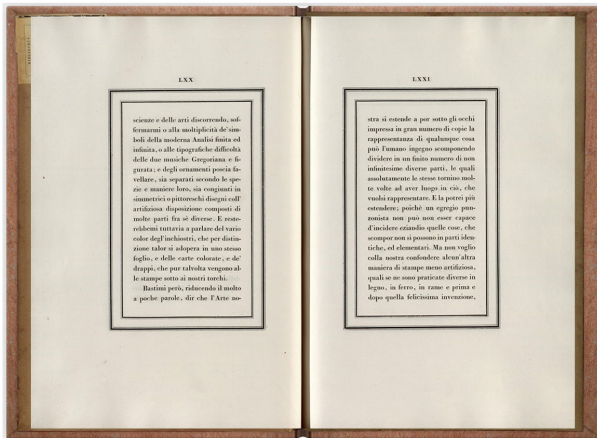 LXX
scienze e delle arti discorrendo, sof-
fermarmi o alla moltiplicità de' sim-
boli della moderna Analisi finita ed
infinita, o alle tipografiche difficoltà
delle due musiche Gregoriana e fi-
gurata; e degli ornamenti poscia fa-
vellare, sia separati secondo le spe-
zie e maniere loro, sia congiunti in
simmetrici o pittoreschi disegni coll'
artifiziosa disposizione composti di
molte parti fra sè diverse. E reste-
rebbemi tuttavia a parlare del vario
color degl'inchiostri, che per distin-
zione talor si adopera in uno stesso
foglio, e delle carte colorate, e de'
drappi, che pur talvolta vengono al-
le stampe sotto ai nostri torchi.
Bastimi però, riducendo il molto
a poche parole, dir che l'Arte no-
LXXI
stra si estende a por sotto gli occhi
impressa in gran numero di copie la
rappresentanza di qualunque cosa
può l'umano ingegno scomponendo
dividere in un finito numero di non
infinitesime diverse parti, le quali
assolutamente le stesse tornino mol-
te volte ad aver luogo in ciò, che
vuolsi rappresentare. E la potrei più
estendere; poichè un egregio pun-
zonista non può non esser capace
d'incidere eziandio quelle cose, che
scompor non si possono in parti iden-
tiche, ed elementari. Ma non voglio
colla nostra confondere alcun'altra
maniera di stampe meno artifiziosa,
quali se ne sono praticate diverse in
legno, in ferro, in rame e prima e
dopo quella felicissima invenzione,